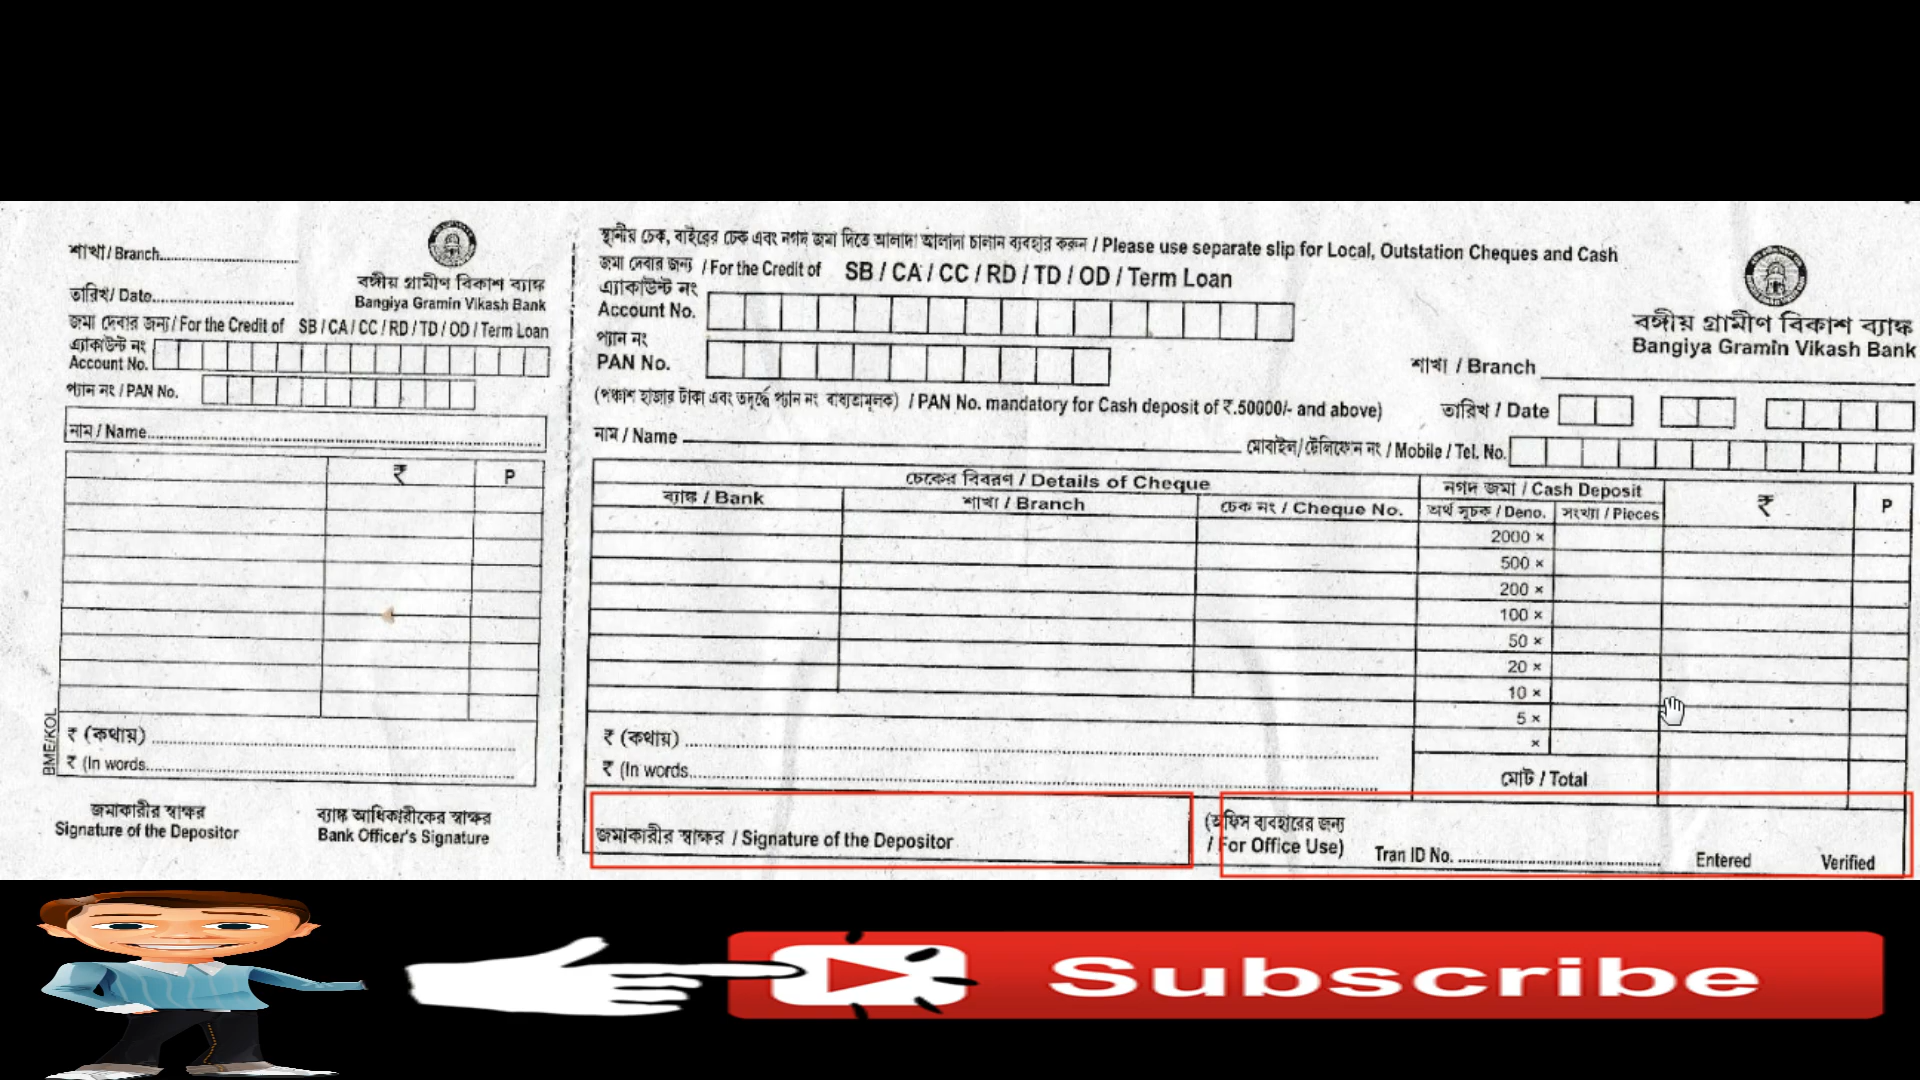 শাখা/ Branch
বঙ্গীয় গ্রামীণ বিকাশ ব্যাঙ্ক
তারিখ/ Date
Bangiya Gramin Vikash Bank
জমা দেবার জন্য / For the Credit of SB / CA / CC / RD / TD / OD / Term Loan
এ্যাকাউন্ট নং
Account No.
প্যান নং / PAN No.
নাম / Name
₹ P
₹ (কথায়)
₹ (In words
BME/KOL
জমাকারীর স্বাক্ষর
Signature of the Depositor
ব্যাঙ্ক আধিকারীকের স্বাক্ষর
Bank Officer's Signature
স্থানীয় চেক, বাইরের চেক এবং নগদ জমা দিতে আলাদা আলাদা চালান ব্যবহার করুন / Please use separate slip for Local, Outstation Cheques and Cash
জমা দেবার জন্য / For the Credit of SB / CA / CC / RD / TD / OD / Term Loan
এ্যাকাউন্ট নং
Account No.
প্যান নং
PAN No.
বঙ্গীয় গ্রামীণ বিকাশ ব্যাঙ্ক
Bangiya Gramin Vikash Bank
শাখা / Branch
(পঞ্চাশ হাজার টাকা এবং তদূর্দ্ধে প্যান নং বাধ্যতামূলক) / PAN No. mandatory for Cash deposit of ₹.50000/- and above)
তারিখ / Date
নাম / Name
মোবাইল/টেলিফোন নং / Mobile / Tel. No.
চেকের বিবরণ / Details of Cheque
নগদ জমা / Cash Deposit
₹ P
ব্যাঙ্ক / Bank
শাখা / Branch
চেক নং / Cheque No.
অর্থ সূচক / Deno.
সংখ্যা / Pieces
2000 ×
500 ×
200 ×
100 ×
50 ×
20 ×
10 ×
5 ×
×
₹ (কথায়)
₹ (In words
মোট / Total
জমাকারীর স্বাক্ষর / Signature of the Depositor
(অফিস ব্যবহারের জন্য
/ For Office Use)
Tran ID No.
Entered
Verified
Subscribe